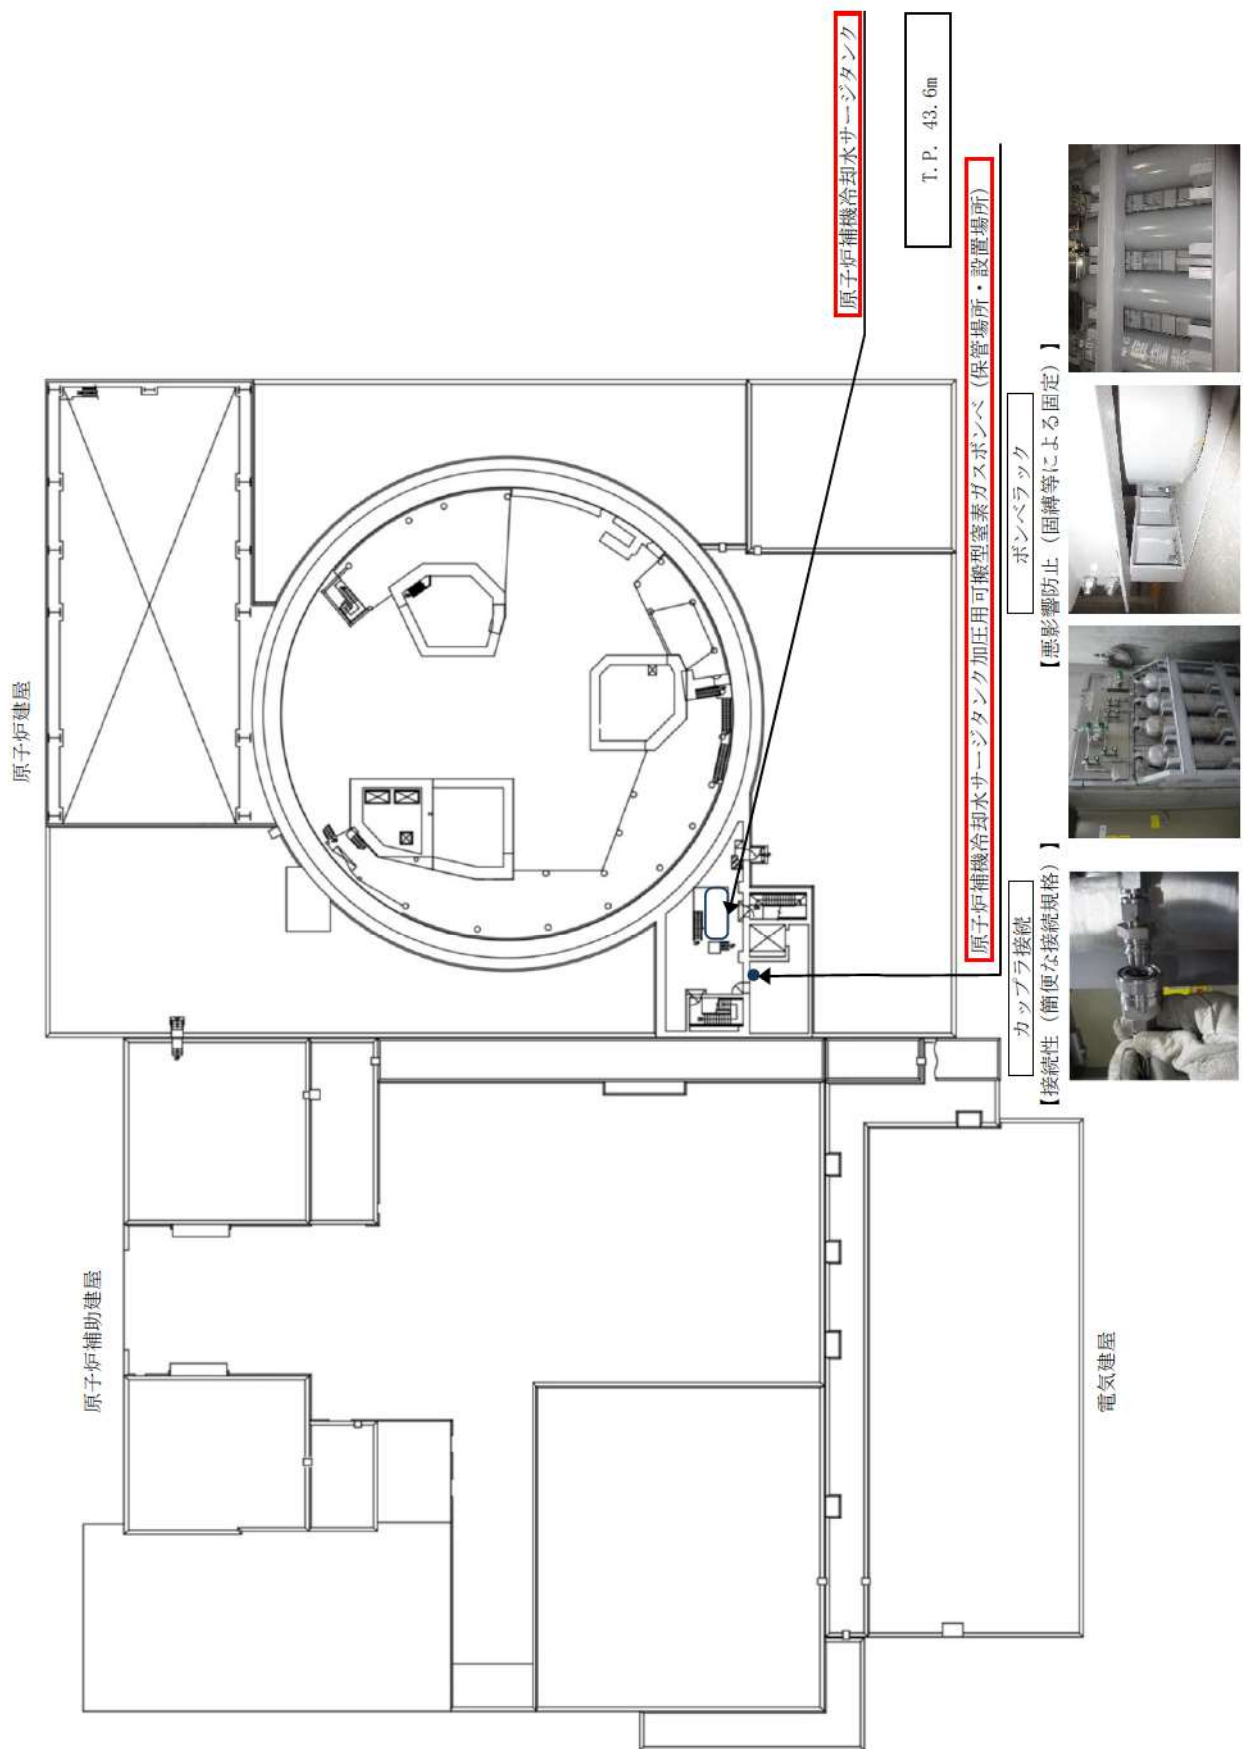 原子炉建屋
原子炉補助建屋
電気建屋
原子炉補機冷却水サージタンク
T.P. 43.6m
原子炉補機冷却水サージタンク加圧用可搬型窒素ガスボンベ（保管場所・設置場所）
カップラ接続
【接続性（簡便な接続規格）】
ボンベラック
【悪影響防止（固縛等による固定）】